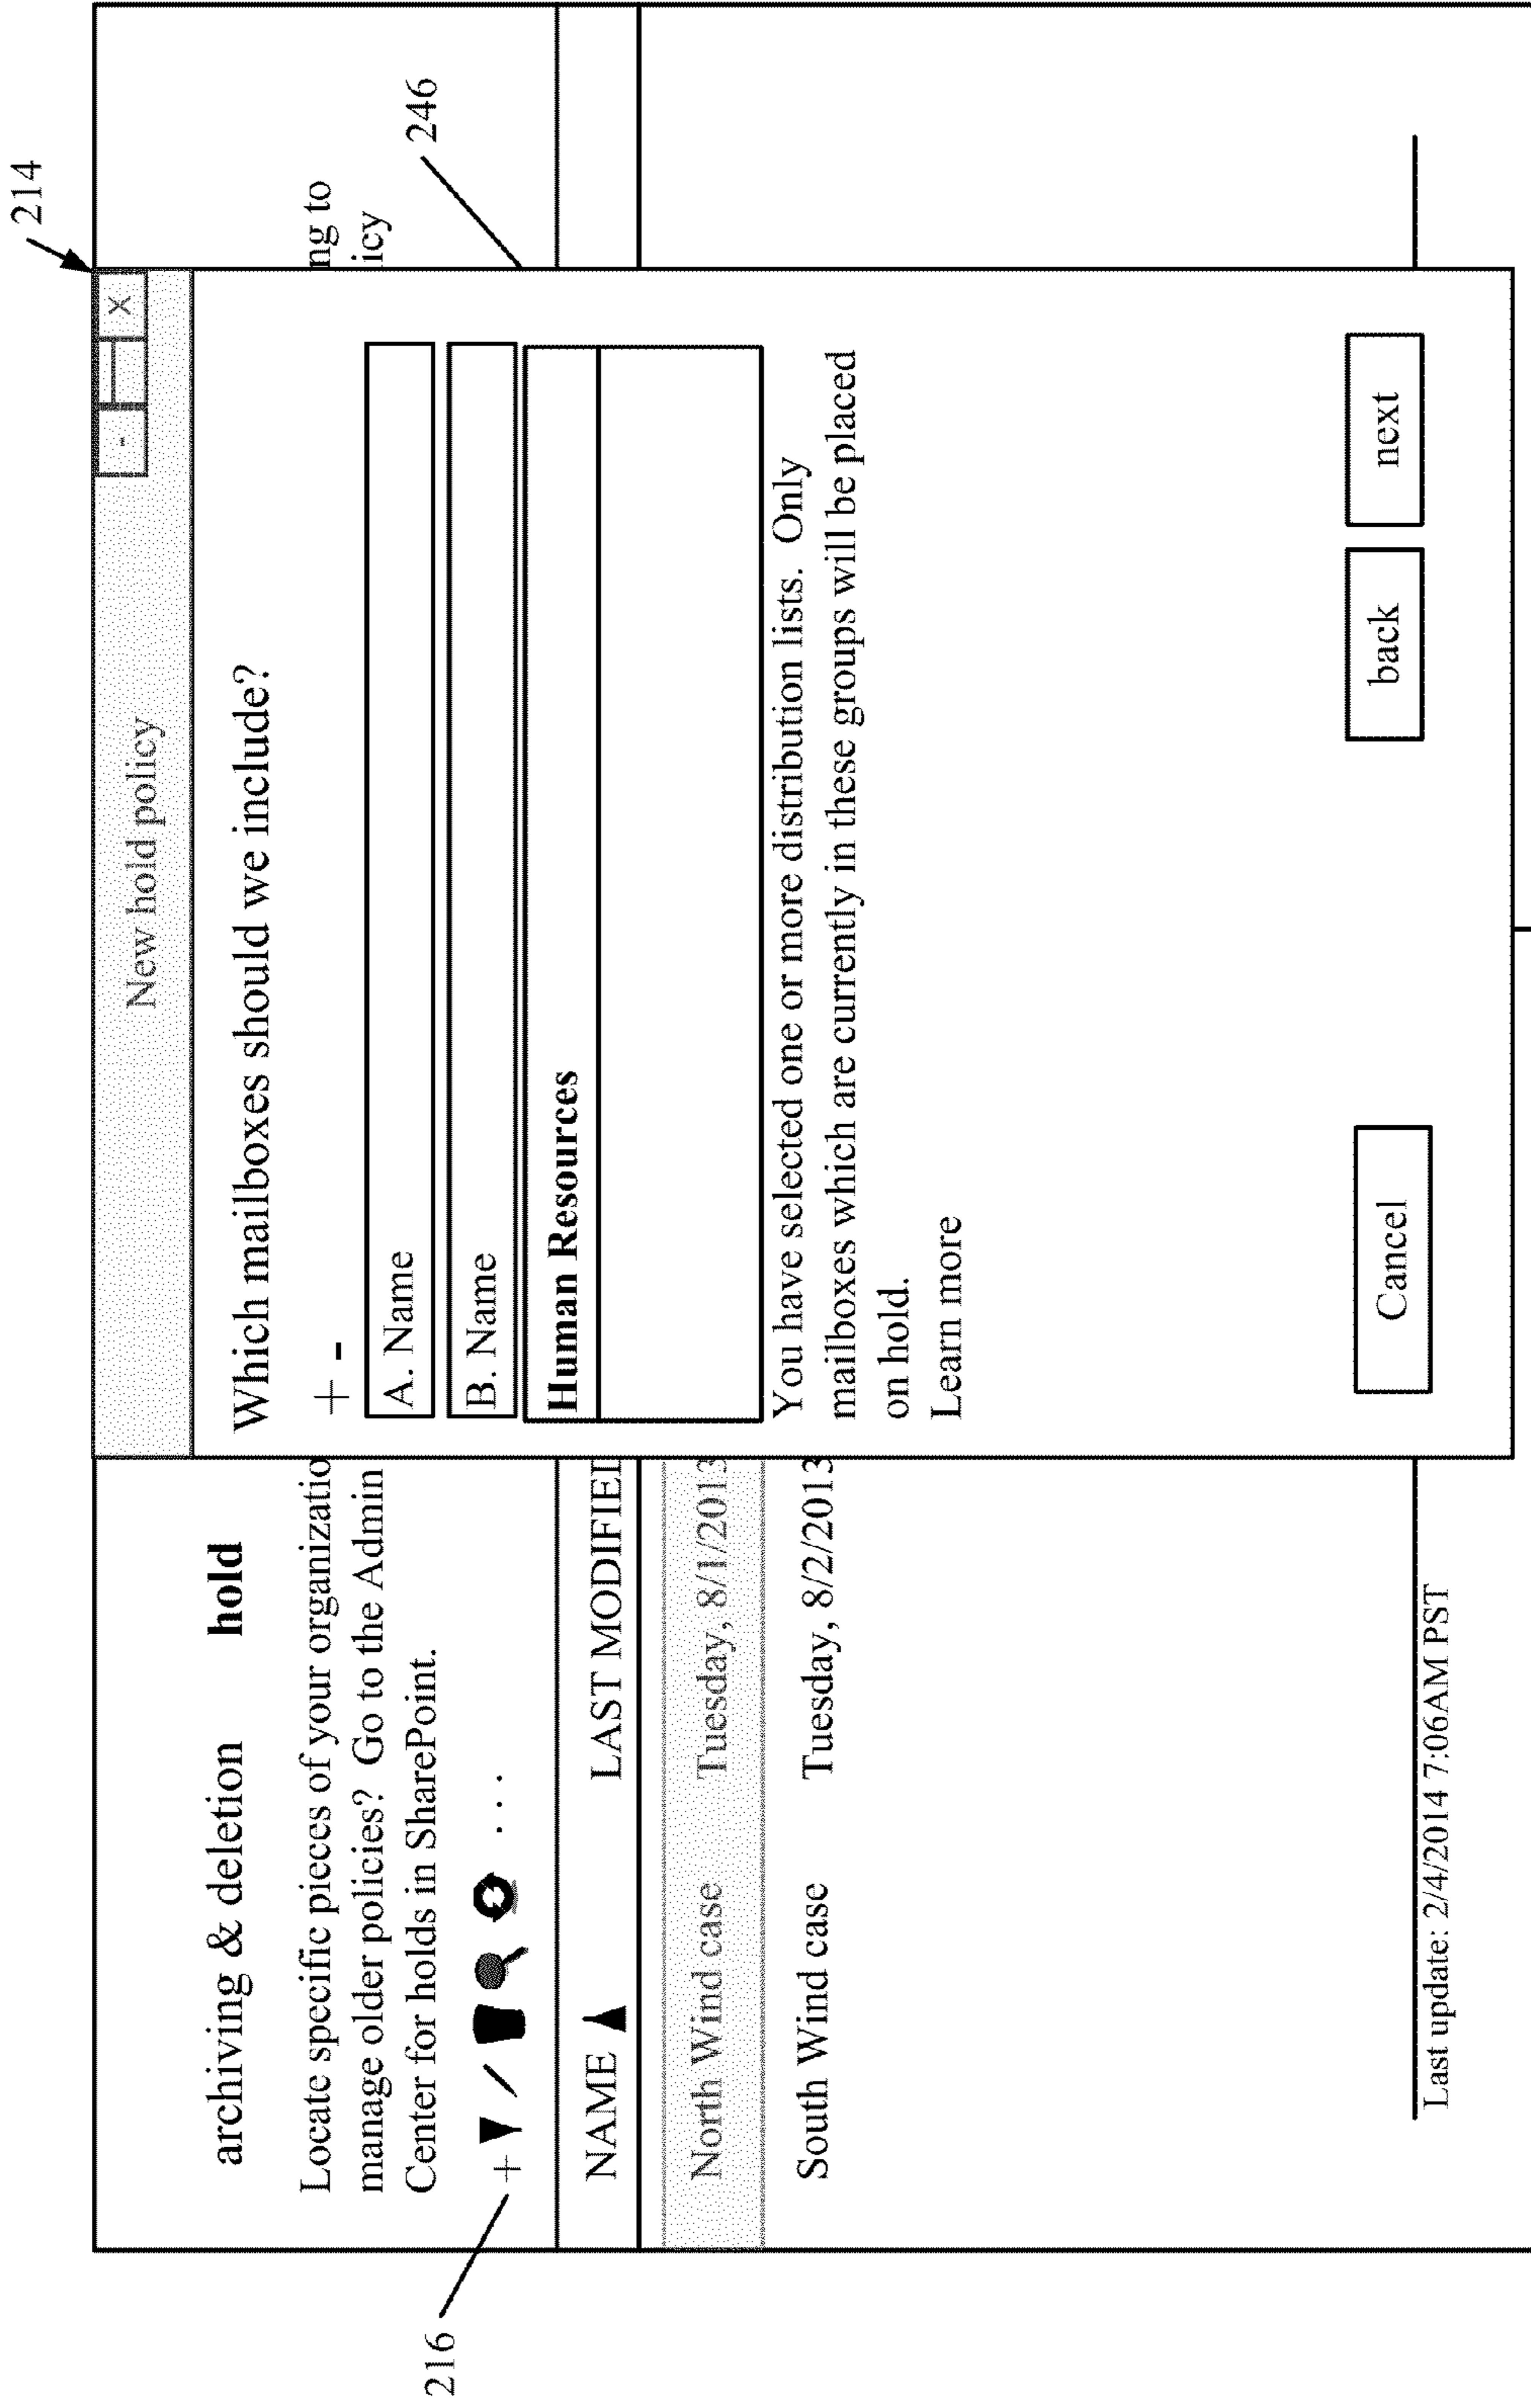 214
New hold policy
- X
archiving & deletion hold
Which mailboxes should we include?
Locate specific pieces of your organizatio
ng to
manage older policies? Go to the Admin
icy
Center for holds in SharePoint.
+ -
A. Name
246
216
+ ...
B. Name
NAME LAST MODIFIED
Human Resources
North Wind case Tuesday, 8/1/2013
South Wind case Tuesday, 8/2/2013
You have selected one or more distribution lists. Only
mailboxes which are currently in these groups will be placed
on hold.
Learn more
Cancel back next
Last update: 2/4/2014 7:06AM PST